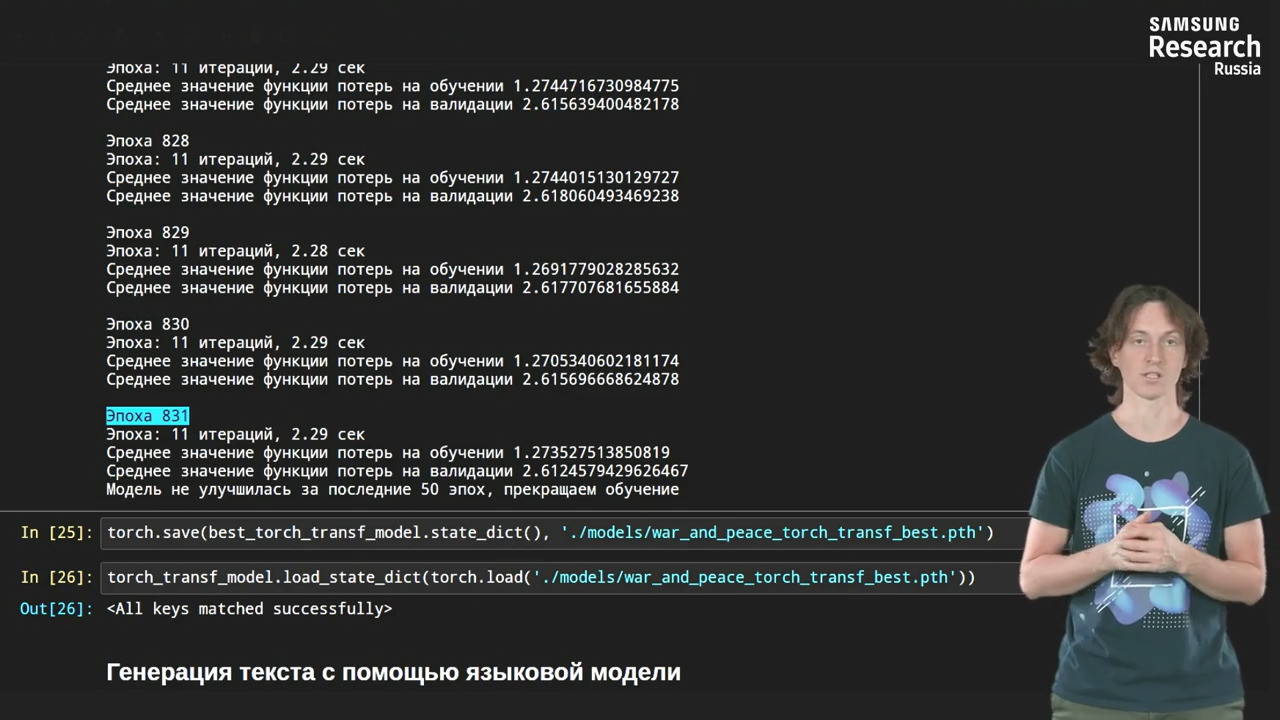 SAMSUNG
Research
Russia
Эпоха: 11 итераций, 2.29 сек
Среднее значение функции потерь на обучении 1.2744716730984775
Среднее значение функции потерь на валидации 2.615639400482178
Эпоха 828
Эпоха: 11 итераций, 2.29 сек
Среднее значение функции потерь на обучении 1.2744015130129727
Среднее значение функции потерь на валидации 2.618060493469238
Эпоха 829
Эпоха: 11 итераций, 2.28 сек
Среднее значение функции потерь на обучении 1.2691779028285632
Среднее значение функции потерь на валидации 2.617707681655884
Эпоха 830
Эпоха: 11 итераций, 2.29 сек
Среднее значение функции потерь на обучении 1.2705340602181174
Среднее значение функции потерь на валидации 2.615696668624878
Эпоха 831
Эпоха: 11 итераций, 2.29 сек
Среднее значение функции потерь на обучении 1.273527513850819
Среднее значение функции потерь на валидации 2.6124579429626467
Модель не улучшилась за последние 50 эпох, прекращаем обучение
In [25]: torch.save(best_torch_transf_model.state_dict(), './models/war_and_peace_torch_transf_best.pth')
In [26]: torch_transf_model.load_state_dict(torch.load('./models/war_and_peace_torch_transf_best.pth'))
Out[26]: <All keys matched successfully>
Генерация текста с помощью языковой модели